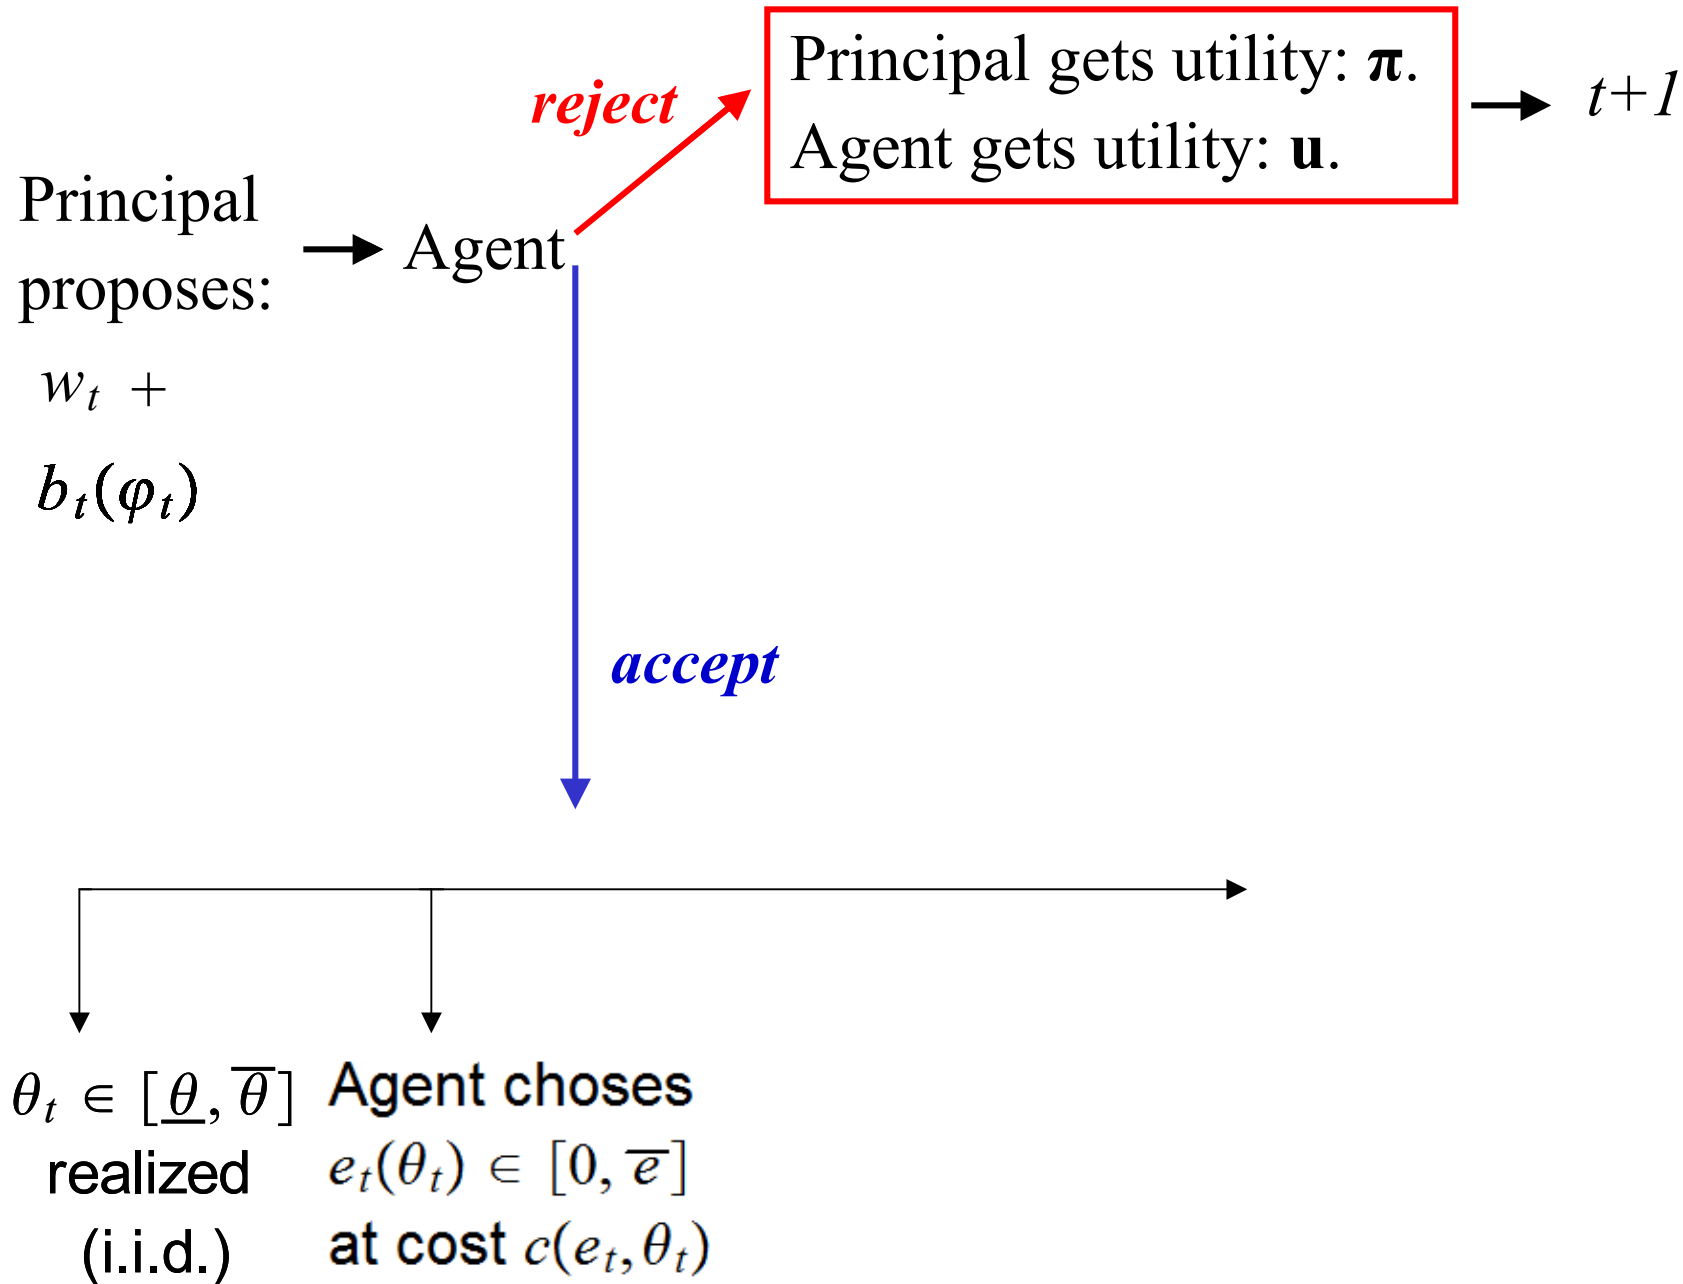 Principal gets utility: π.
Agent gets utility: u.
t+1
reject
Principal
proposes:
w_t +
b_t(φ_t)
Agent
accept
θ_t ∈ [θ̲, θ̅]
realized
(i.i.d.)
Agent choses
e_t(θ_t) ∈ [0, e̅]
at cost c(e_t, θ_t)